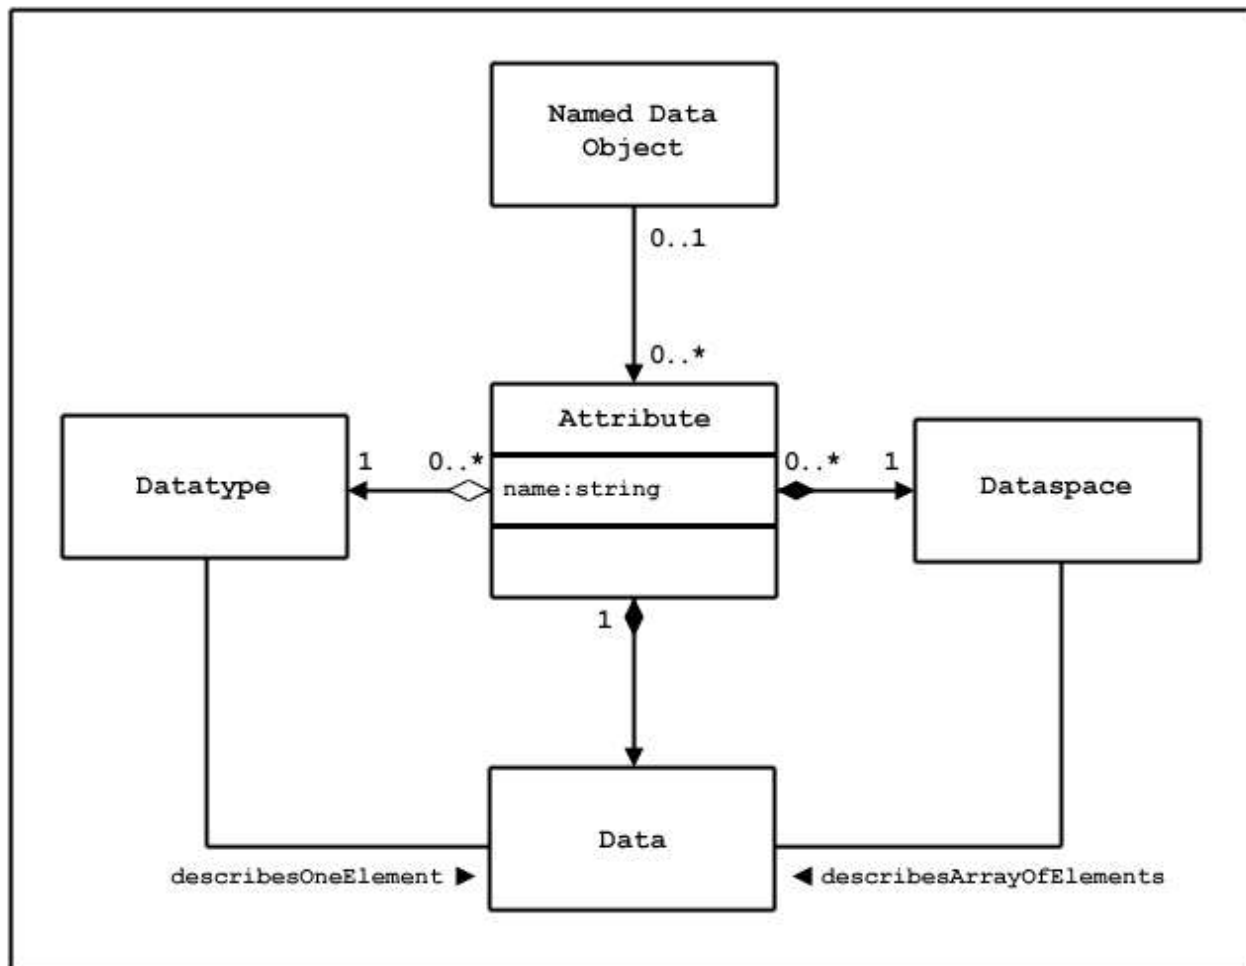 Named Data
Object
0..1
0..*
Attribute
Datatype
1
0..*
name:string
0..*
1
Dataspace
1
Data
describesOneElement ►
◄ describesArrayOfElements